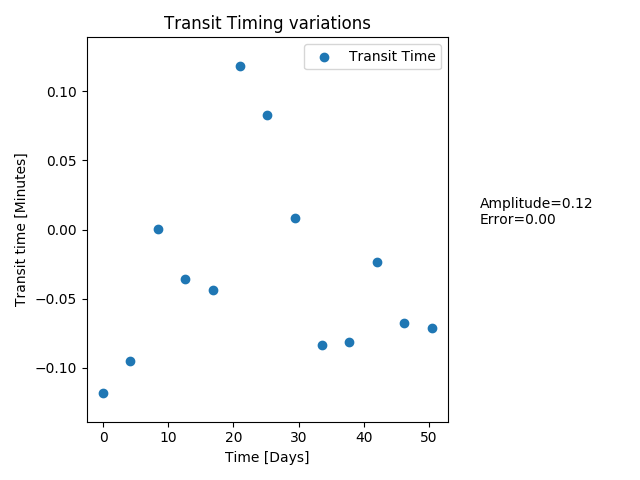 Transit Timing variations
Transit Time
0.10
0.05
0.00
−0.05
−0.10
Transit time [Minutes]
0 10 20 30 40 50
Time [Days]
Amplitude=0.12
Error=0.00